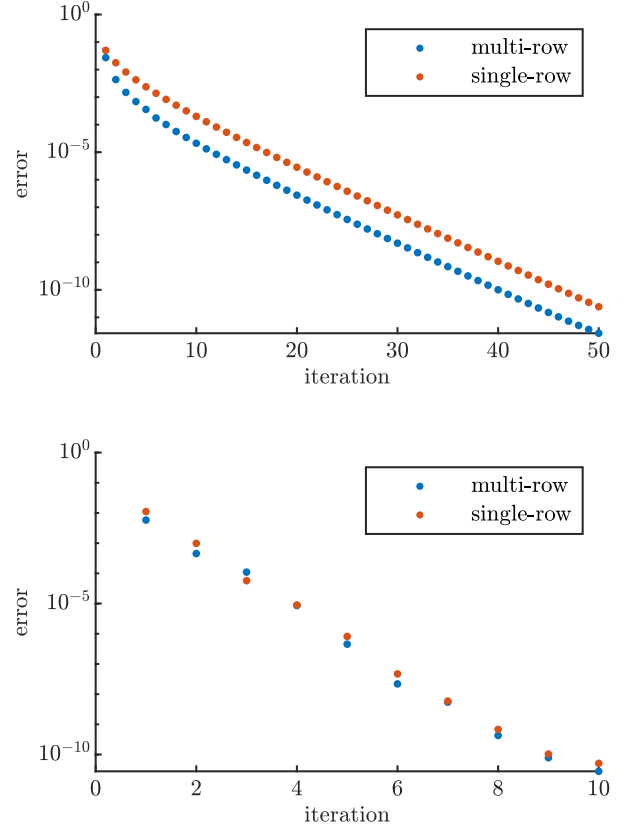 10^0
10^-5
10^-10
error
multi-row
single-row
0 10 20 30 40 50
iteration
10^0
10^-5
10^-10
error
multi-row
single-row
0 2 4 6 8 10
iteration